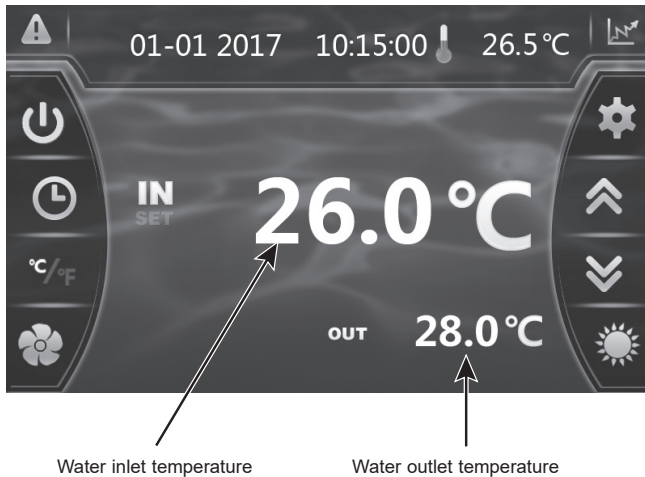 01-01 2017 10:15:00 26.5°C
IN
SET
26.0°C
°C/°F
OUT 28.0°C
Water inlet temperature Water outlet temperature